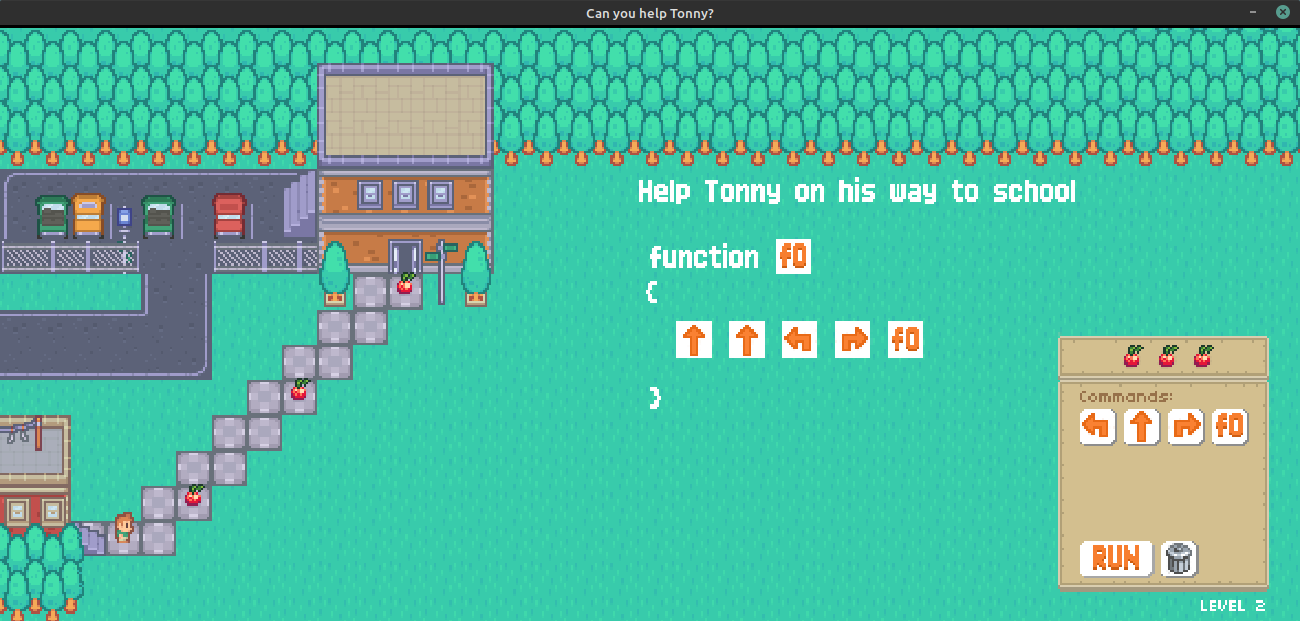 Can you help Tonny?
Help Tonny on his way to school
function f0
{
f0
}
Commands:
f0
RUN
LEVEL 2